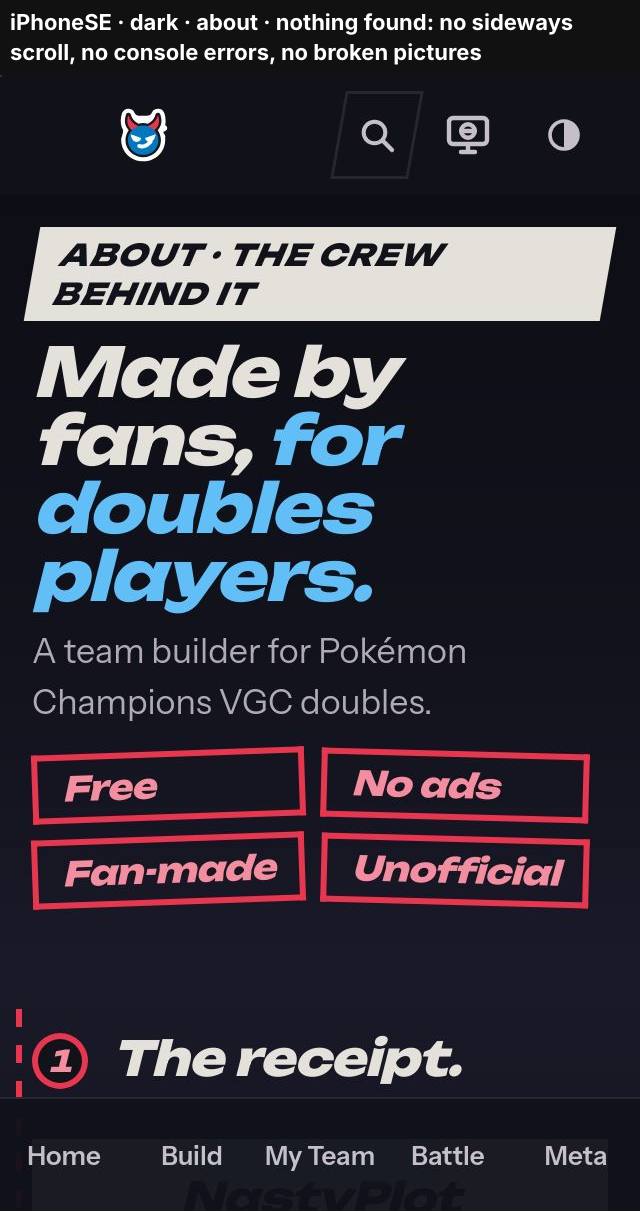 iPhoneSE · dark · about · nothing found: no sideways
scroll, no console errors, no broken pictures
ABOUT · THE CREW
BEHIND IT
Made by
fans, for
doubles
players.
A team builder for Pokémon
Champions VGC doubles.
Free
No ads
Fan-made
Unofficial
1 The receipt.
Home Build My Team Battle Meta
NastyPlot